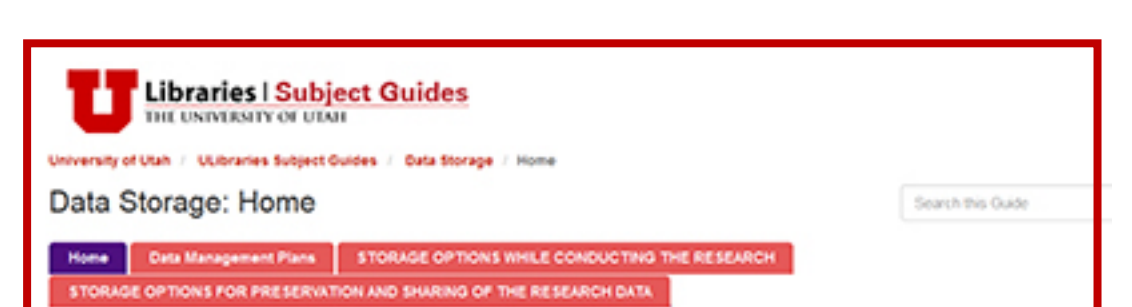 U Libraries | Subject Guides
THE UNIVERSITY OF UTAH
University of Utah / ULibraries Subject Guides / Data Storage / Home
Data Storage: Home
Search this Guide
Home Data Management Plans STORAGE OPTIONS WHILE CONDUCTING THE RESEARCH
STORAGE OPTIONS FOR PRESERVATION AND SHARING OF THE RESEARCH DATA